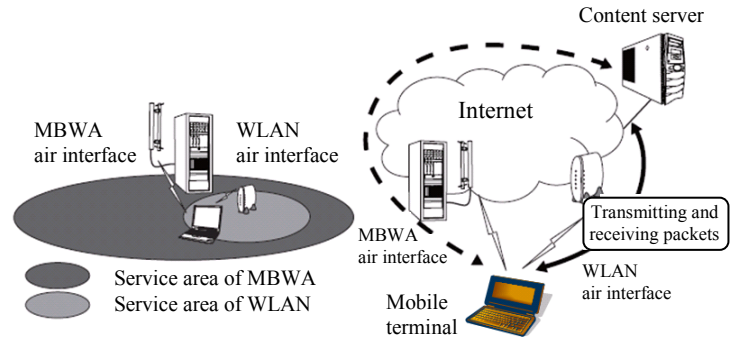 MBWA
air interface
WLAN
air interface
Service area of MBWA
Service area of WLAN
Content server
Internet
MBWA
air interface
Transmitting and
receiving packets
WLAN
air interface
Mobile
terminal